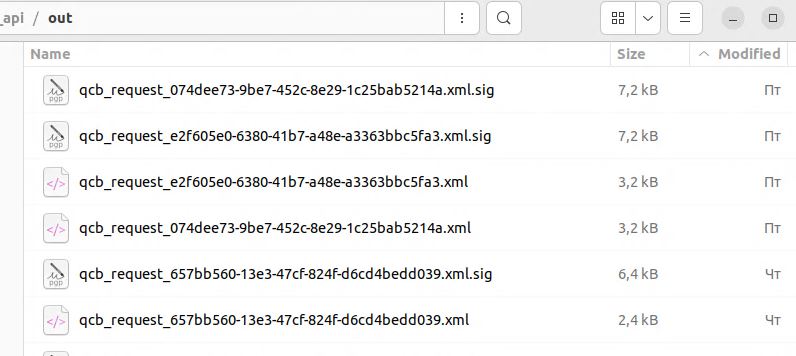 _api / out
Name Size Modified
qcb_request_074dee73-9be7-452c-8e29-1c25bab5214a.xml.sig 7,2 kB Пт
qcb_request_e2f605e0-6380-41b7-a48e-a3363bbc5fa3.xml.sig 7,2 kB Пт
qcb_request_e2f605e0-6380-41b7-a48e-a3363bbc5fa3.xml 3,2 kB Пт
qcb_request_074dee73-9be7-452c-8e29-1c25bab5214a.xml 3,2 kB Пт
qcb_request_657bb560-13e3-47cf-824f-d6cd4bedd039.xml.sig 6,4 kB Чт
qcb_request_657bb560-13e3-47cf-824f-d6cd4bedd039.xml 2,4 kB Чт